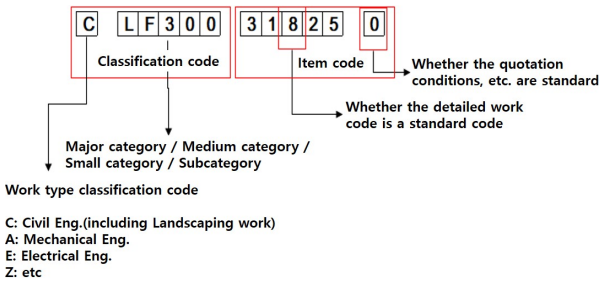 C LF300 31825 0
Classification code Item code
Whether the quotation
conditions, etc. are standard
Whether the detailed work
code is a standard code
Major category / Medium category /
Small category / Subcategory
Work type classification code
C: Civil Eng.(including Landscaping work)
A: Mechanical Eng.
E: Electrical Eng.
Z: etc